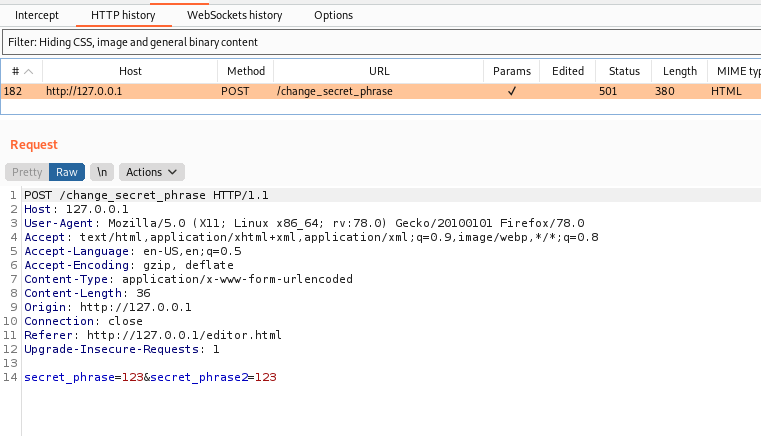 Intercept HTTP history WebSockets history Options
Filter: Hiding CSS, image and general binary content
# Host Method URL Params Edited Status Length MIME typ
182 http://127.0.0.1 POST /change_secret_phrase ✓ 501 380 HTML
Request
Pretty Raw \n Actions
1 POST /change_secret_phrase HTTP/1.1
2 Host: 127.0.0.1
3 User-Agent: Mozilla/5.0 (X11; Linux x86_64; rv:78.0) Gecko/20100101 Firefox/78.0
4 Accept: text/html,application/xhtml+xml,application/xml;q=0.9,image/webp,*/*;q=0.8
5 Accept-Language: en-US,en;q=0.5
6 Accept-Encoding: gzip, deflate
7 Content-Type: application/x-www-form-urlencoded
8 Content-Length: 36
9 Origin: http://127.0.0.1
10 Connection: close
11 Referer: http://127.0.0.1/editor.html
12 Upgrade-Insecure-Requests: 1
13
14 secret_phrase=123&secret_phrase2=123